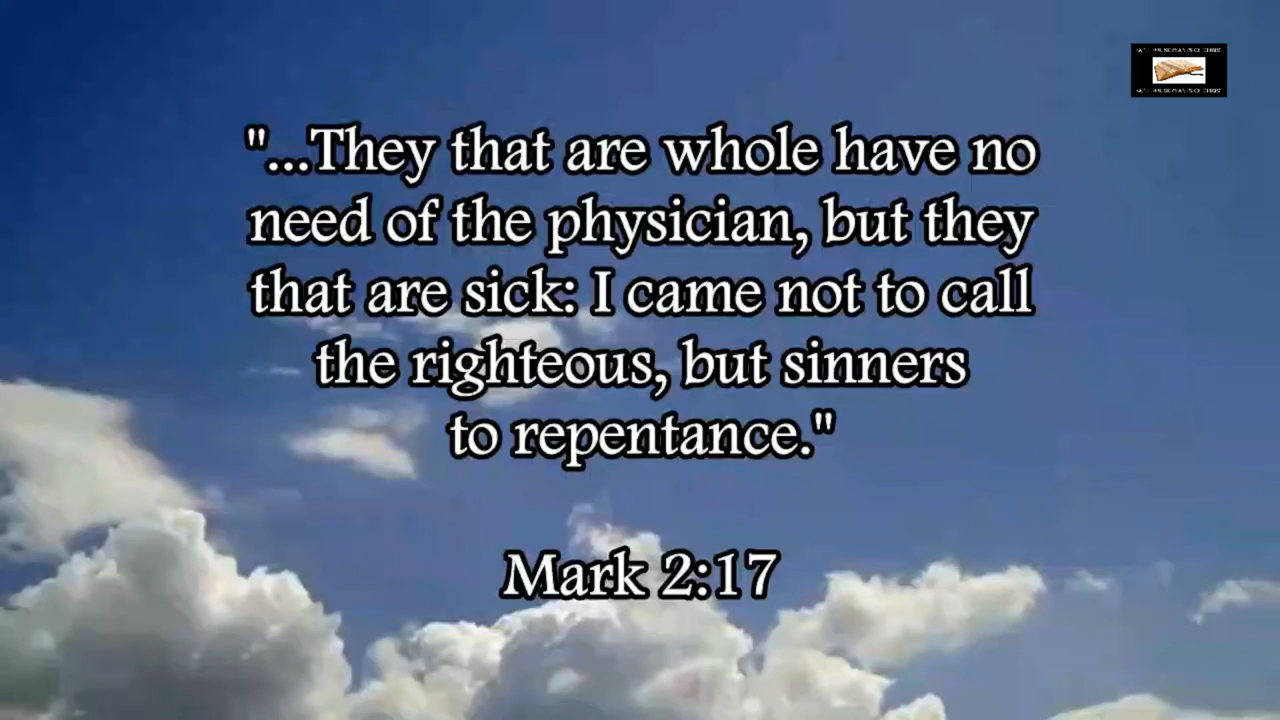 "...They that are whole have no
need of the physician, but they
that are sick: I came not to call
the righteous, but sinners
to repentance."
Mark 2:17